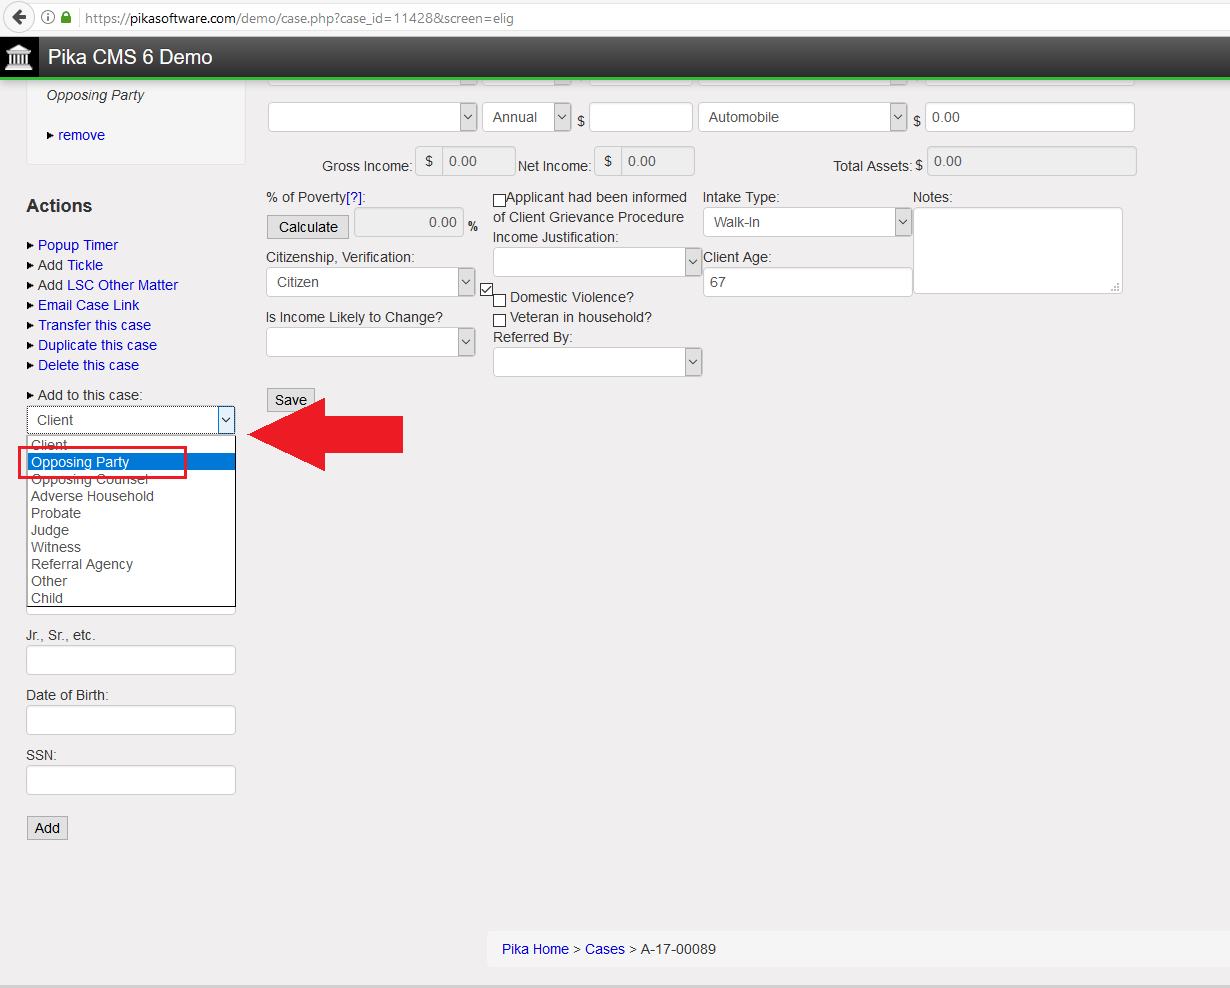 https://pikasoftware.com/demo/case.php?case_id=11428&screen=elig
Pika CMS 6 Demo
Opposing Party
remove
Annual $ Automobile $ 0.00
Gross Income: $ 0.00 Net Income: $ 0.00 Total Assets: $ 0.00
Actions
Popup Timer
Add Tickle
Add LSC Other Matter
Email Case Link
Transfer this case
Duplicate this case
Delete this case
Add to this case:
Client
Client
Opposing Party
Opposing Counsel
Adverse Household
Probate
Judge
Witness
Referral Agency
Other
Child
Jr., Sr., etc.
Date of Birth:
SSN:
Add
% of Poverty[?]:
Calculate 0.00 %
Citizenship, Verification:
Citizen
Is Income Likely to Change?
Save
Applicant had been informed
of Client Grievance Procedure
Income Justification:
Domestic Violence?
Veteran in household?
Referred By:
Intake Type:
Walk-In
Client Age:
67
Notes:
Pika Home > Cases > A-17-00089